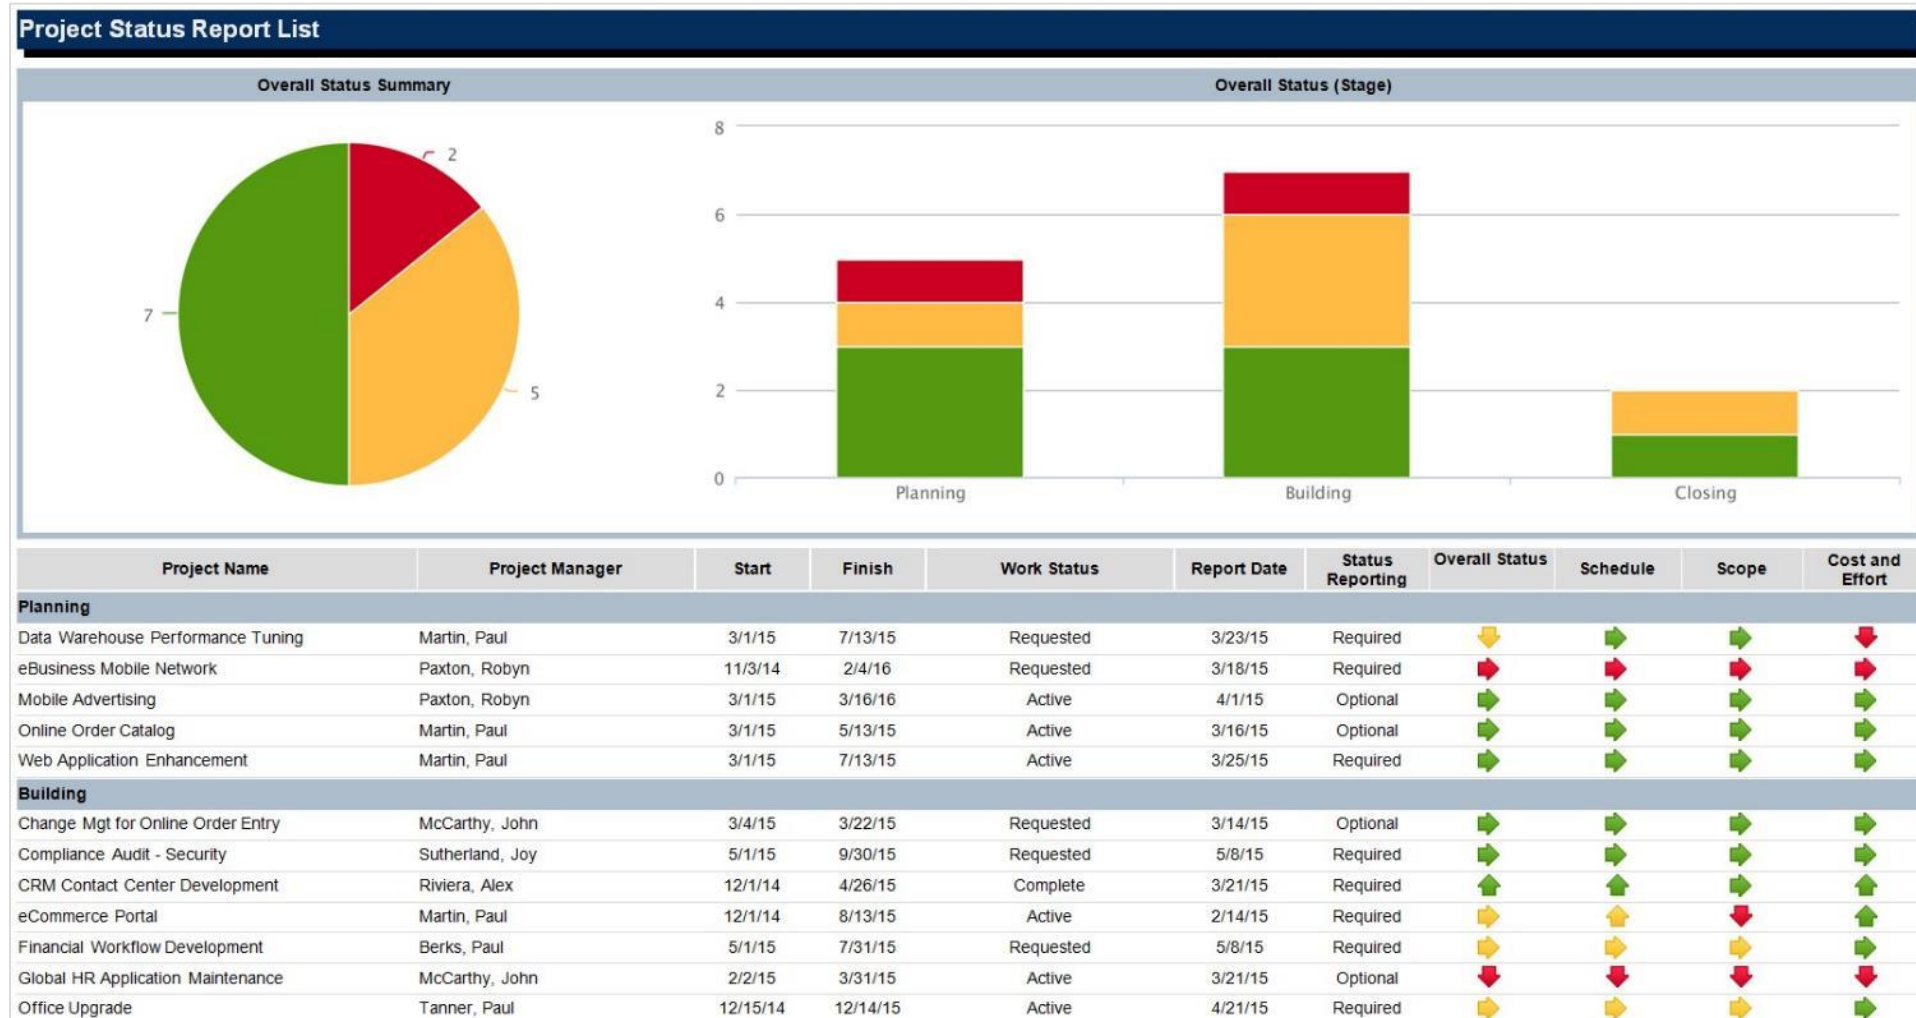 Project Status Report List
Overall Status Summary
Overall Status (Stage)
2
7
5
8
6
4
2
0
Planning Building Closing
Project Name Project Manager Start Finish Work Status Report Date Status Reporting Overall Status Schedule Scope Cost and Effort
Planning
Data Warehouse Performance Tuning Martin, Paul 3/1/15 7/13/15 Requested 3/23/15 Required
eBusiness Mobile Network Paxton, Robyn 11/3/14 2/4/16 Requested 3/18/15 Required
Mobile Advertising Paxton, Robyn 3/1/15 3/16/16 Active 4/1/15 Optional
Online Order Catalog Martin, Paul 3/1/15 5/13/15 Active 3/16/15 Optional
Web Application Enhancement Martin, Paul 3/1/15 7/13/15 Active 3/25/15 Required
Building
Change Mgt for Online Order Entry McCarthy, John 3/4/15 3/22/15 Requested 3/14/15 Optional
Compliance Audit - Security Sutherland, Joy 5/1/15 9/30/15 Requested 5/8/15 Required
CRM Contact Center Development Riviera, Alex 12/1/14 4/26/15 Complete 3/21/15 Required
eCommerce Portal Martin, Paul 12/1/14 8/13/15 Active 2/14/15 Required
Financial Workflow Development Berks, Paul 5/1/15 7/31/15 Requested 5/8/15 Required
Global HR Application Maintenance McCarthy, John 2/2/15 3/31/15 Active 3/21/15 Optional
Office Upgrade Tanner, Paul 12/15/14 12/14/15 Active 4/21/15 Required